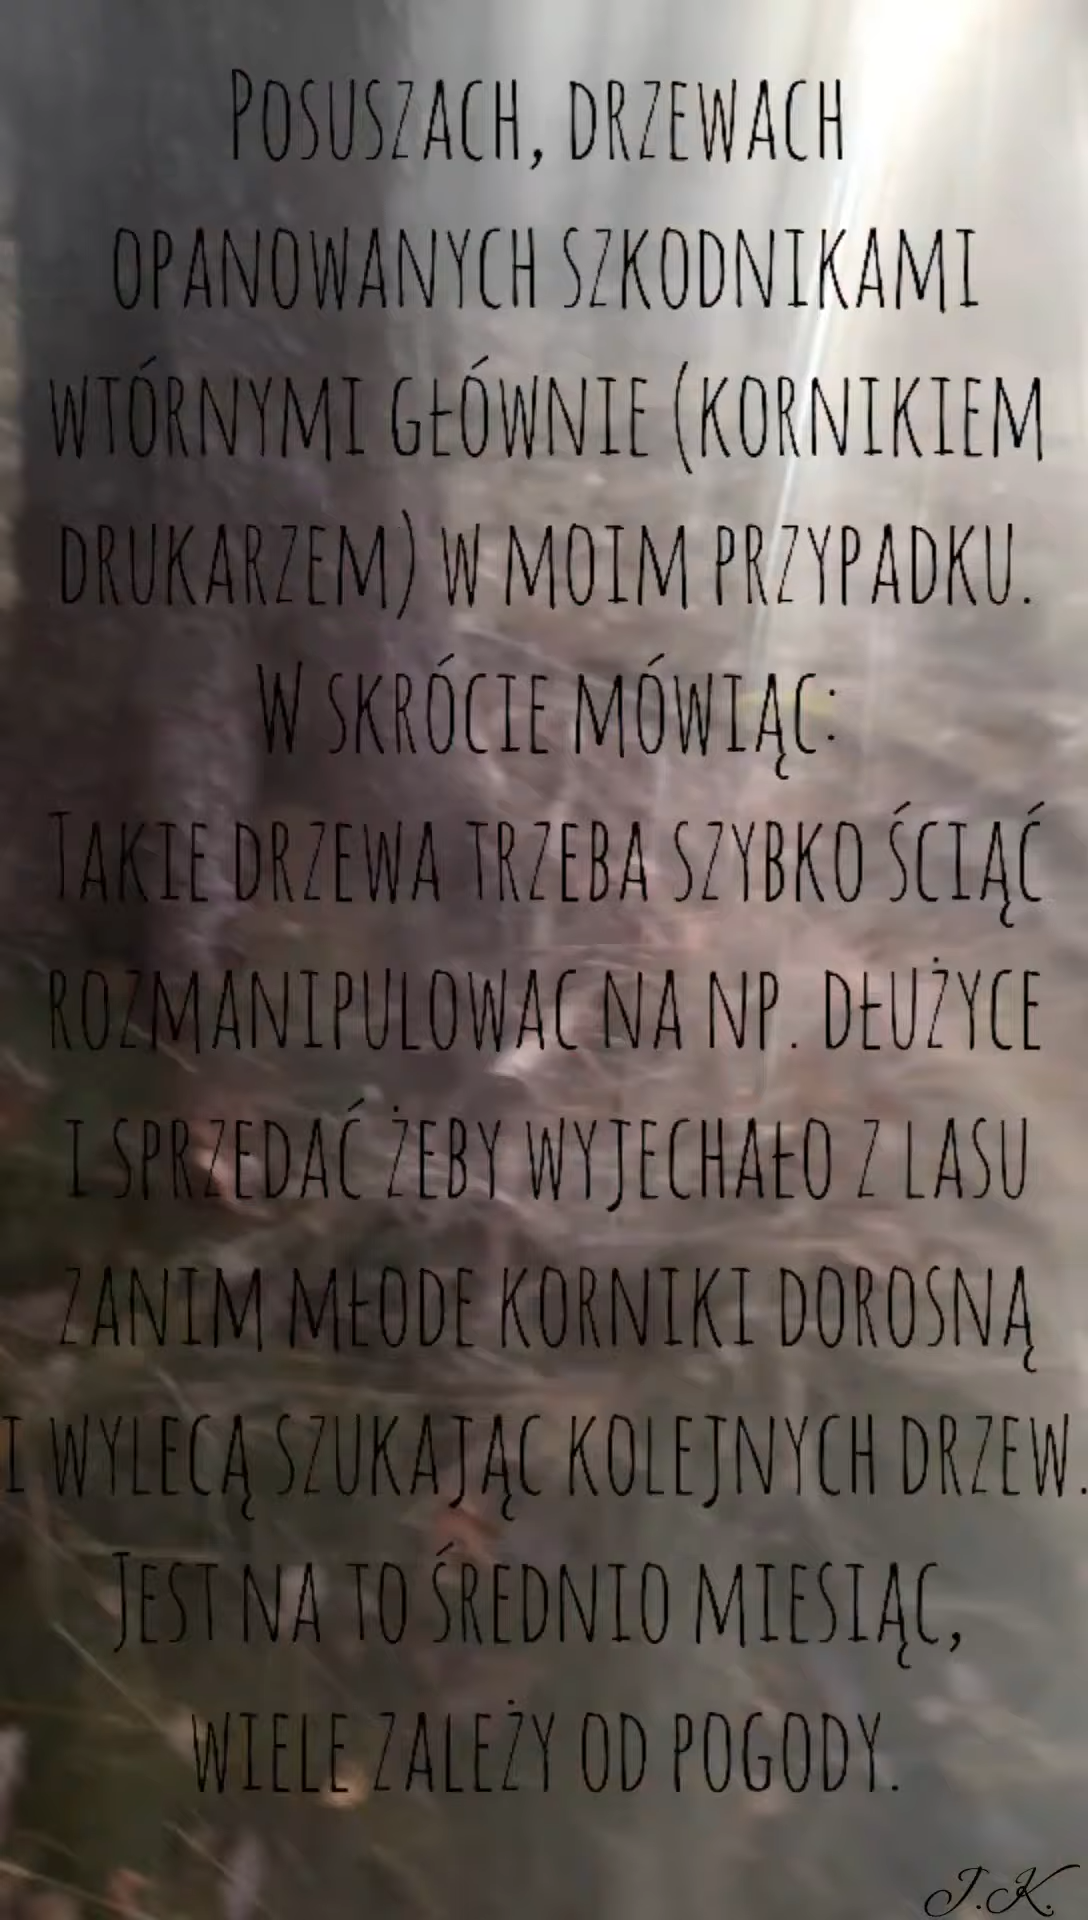 Posuszach, drzewach
opanowanych szkodnikami
wtórnymi głównie (kornikiem
drukarzem) w moim przypadku.
W skrócie mówiąc:
Takie drzewa trzeba szybko ściąć
rozmanipulowac na np. dłużyce
i sprzedać żeby wyjechało z lasu
zanim młode korniki dorosną
i wylecą szukając kolejnych drzew.
Jest na to średnio miesiąc,
wiele zależy od pogody.
J.K.